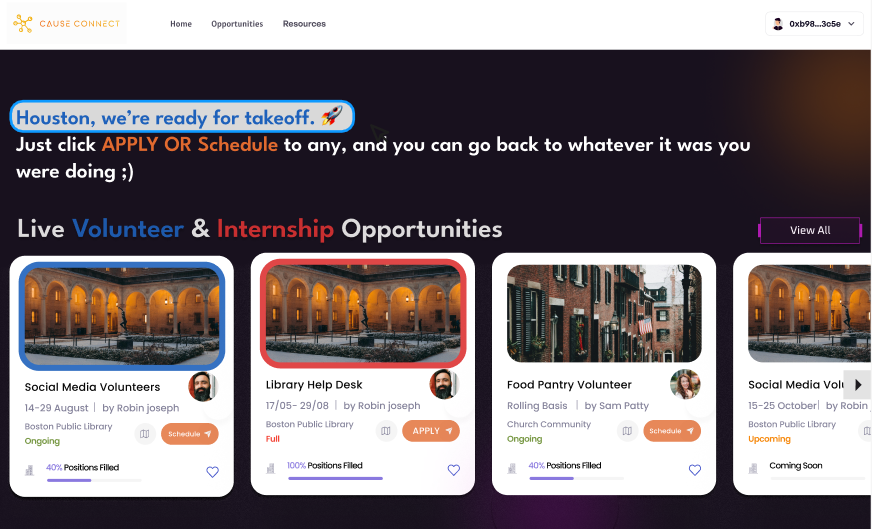 CAUSE CONNECT
Home Opportunities Resources
0xb98...3c5e
Houston, we're ready for takeoff. 🚀
Just click APPLY OR Schedule to any, and you can go back to whatever it was you
were doing ;)
Live Volunteer & Internship Opportunities
View All
Social Media Volunteers
14-29 August | by Robin joseph
Boston Public Library
Ongoing
Schedule
40% Positions Filled
Library Help Desk
17/05- 29/08 | by Robin joseph
Boston Public Library
Full
APPLY
100% Positions Filled
Food Pantry Volunteer
Rolling Basis | by Sam Patty
Church Community
Ongoing
Schedule
40% Positions Filled
Social Media Volu
15-25 October| by Robin
Boston Public Library
Upcoming
Coming Soon